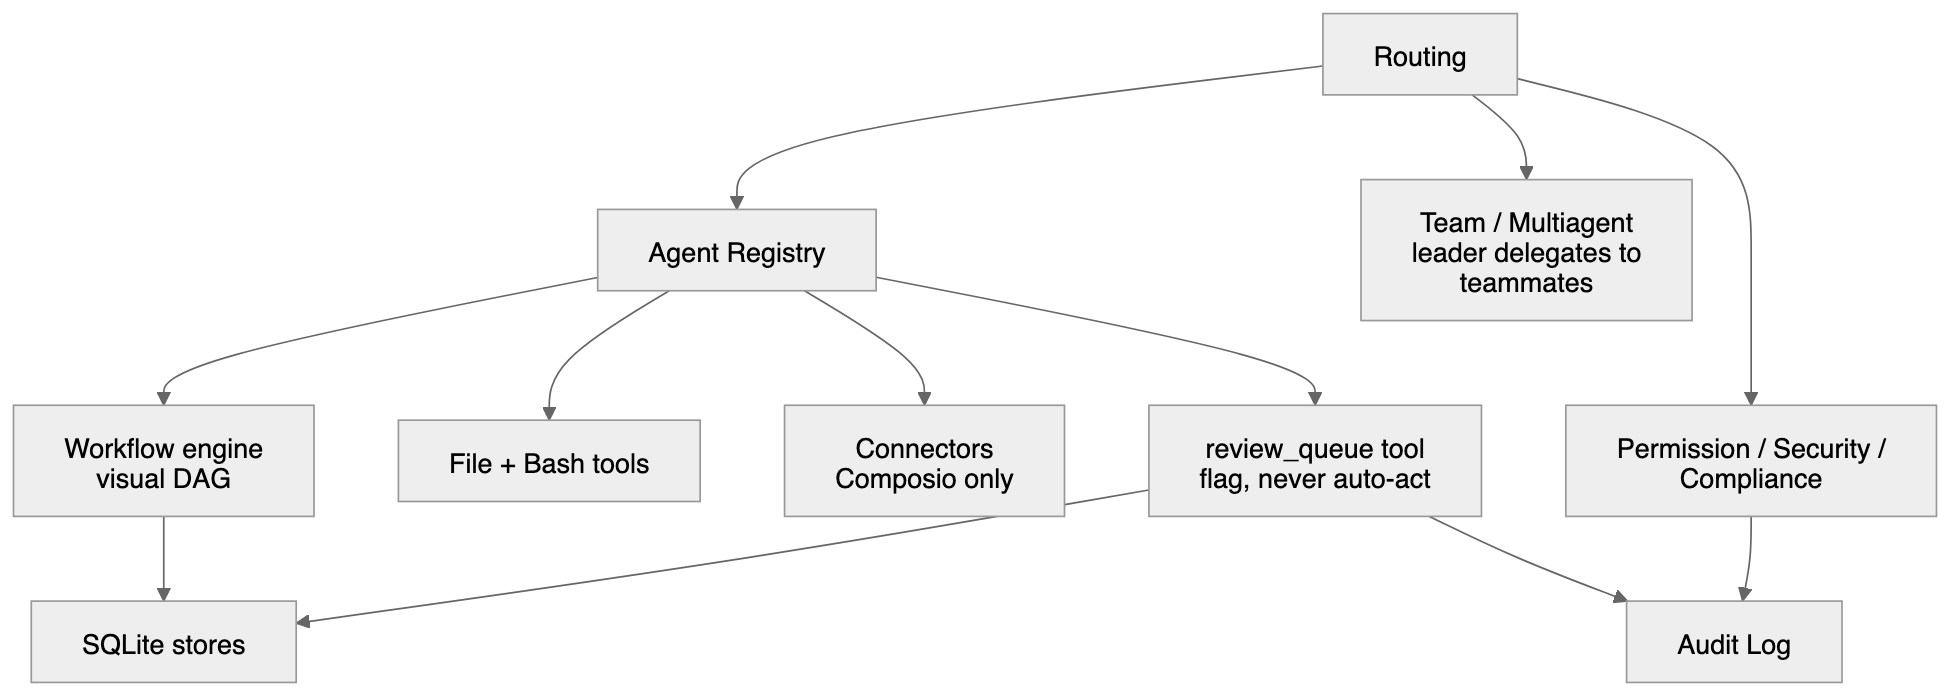 Routing
Team / Multiagent
leader delegates to
teammates
Agent Registry
Workflow engine
visual DAG
File + Bash tools
Connectors
Composio only
review_queue tool
flag, never auto-act
Permission / Security /
Compliance
SQLite stores
Audit Log